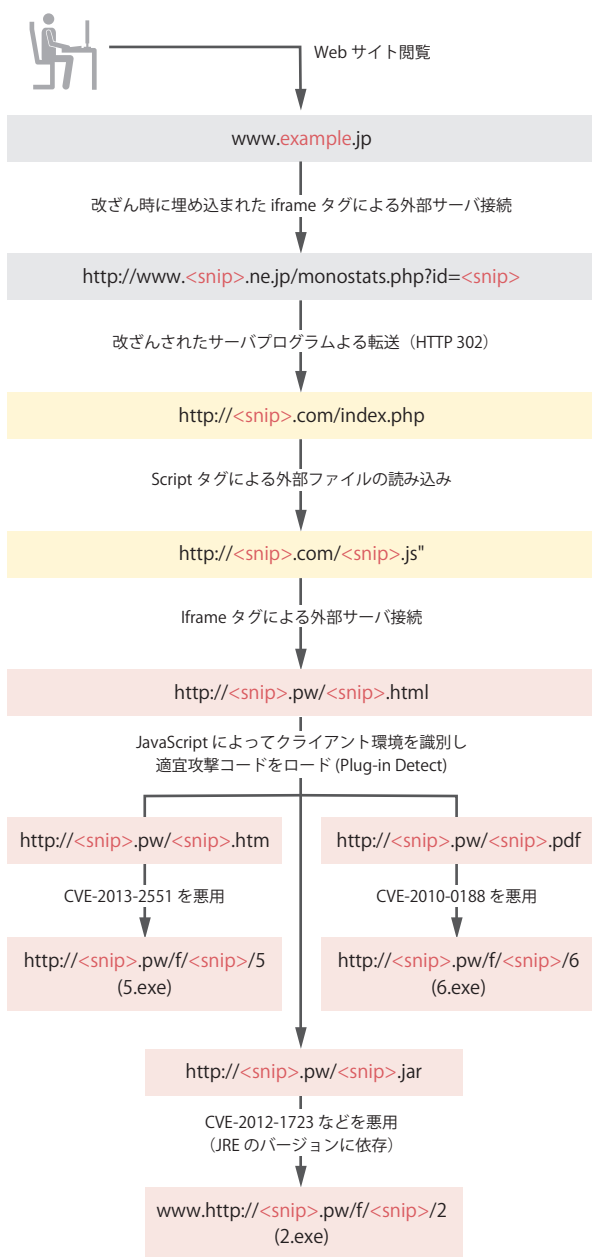 Web サイト閲覧
www.example.jp
改ざん時に埋め込まれた iframe タグによる外部サーバ接続
http://www.<snip>.ne.jp/monostats.php?id=<snip>
改ざんされたサーバプログラムよる転送（HTTP 302）
http://<snip>.com/index.php
Script タグによる外部ファイルの読み込み
http://<snip>.com/<snip>.js"
Iframe タグによる外部サーバ接続
http://<snip>.pw/<snip>.html
JavaScript によってクライアント環境を識別し
適宜攻撃コードをロード (Plug-in Detect)
http://<snip>.pw/<snip>.htm
CVE-2013-2551 を悪用
http://<snip>.pw/f/<snip>/5
(5.exe)
http://<snip>.pw/<snip>.pdf
CVE-2010-0188 を悪用
http://<snip>.pw/f/<snip>/6
(6.exe)
http://<snip>.pw/<snip>.jar
CVE-2012-1723 などを悪用
（JRE のバージョンに依存）
www.http://<snip>.pw/f/<snip>/2
(2.exe)